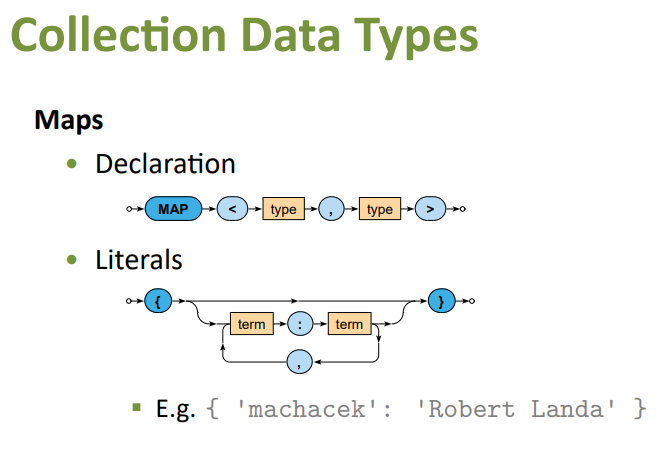 Collection Data Types
Maps
• Declaration
MAP < type , type >
• Literals
{ term : term }
,
▪ E.g. { 'machacek': 'Robert Landa' }